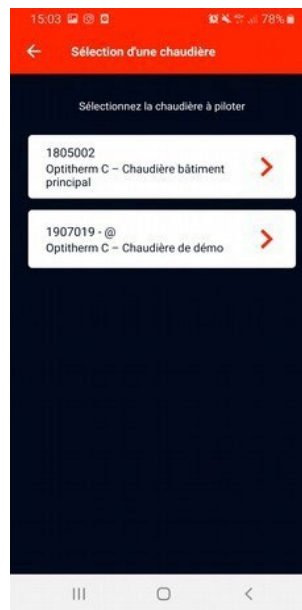 15:03 78%
Sélection d'une chaudière
Sélectionnez la chaudière à piloter
1805002
Optitherm C – Chaudière bâtiment
principal
1907019 - @
Optitherm C – Chaudière de démo